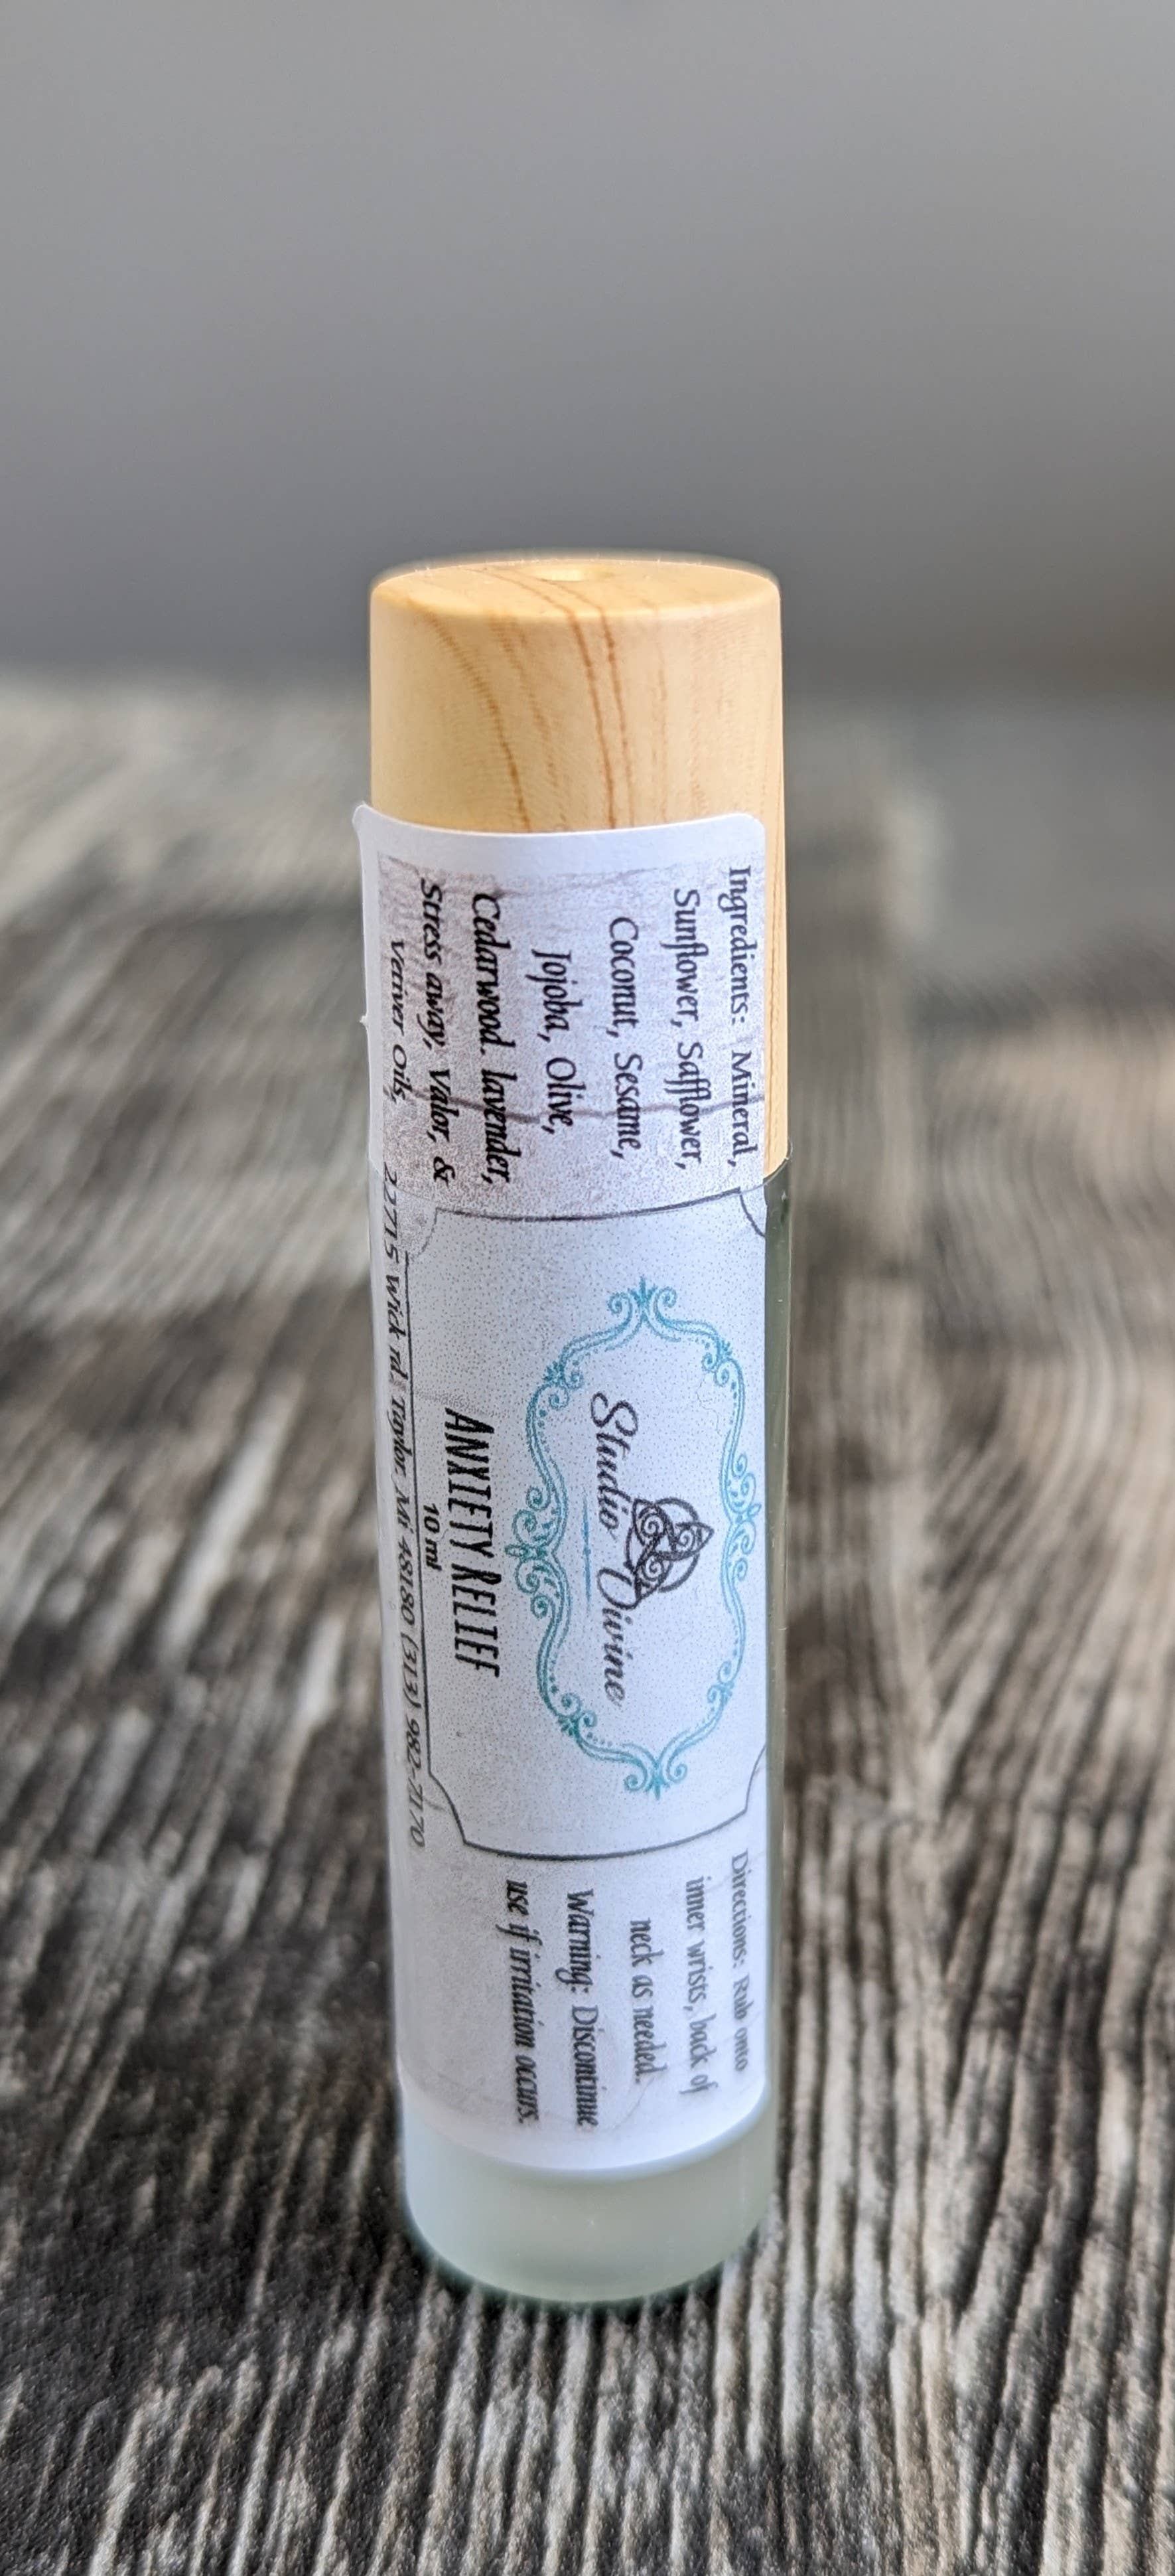 Ingredients: Mineral,
Sunflower, Safflower,
Coconut, Sesame,
Jojoba, Olive,
Cedarwood. lavender,
Stress away, Valor, &
Vetiver Oils
Studio Divine
ANXIETY RELIEF
10 ml
22715 Wick rd. Taylor, Mi 48180 (313) 982-7170
Directions: Rub onto
inner wrists, back of
neck as needed.
Warning: Discontinue
use if irritation occurs.